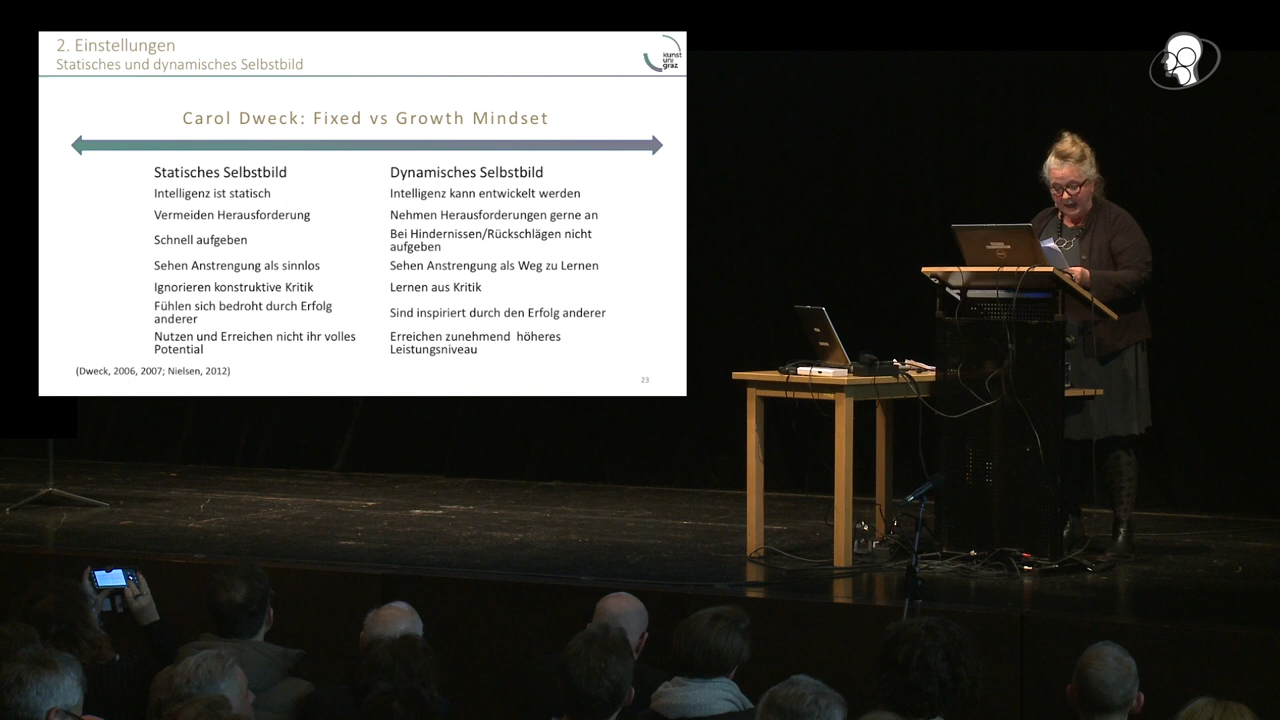 2. Einstellungen
Statisches und dynamisches Selbstbild
kunst
uni
graz
Carol Dweck: Fixed vs Growth Mindset
Statisches Selbstbild
Dynamisches Selbstbild
Intelligenz ist statisch
Intelligenz kann entwickelt werden
Vermeiden Herausforderung
Nehmen Herausforderungen gerne an
Schnell aufgeben
Bei Hindernissen/Rückschlägen nicht
aufgeben
Sehen Anstrengung als sinnlos
Sehen Anstrengung als Weg zu Lernen
Ignorieren konstruktive Kritik
Lernen aus Kritik
Fühlen sich bedroht durch Erfolg
anderer
Sind inspiriert durch den Erfolg anderer
Nutzen und Erreichen nicht ihr volles
Potential
Erreichen zunehmend höheres
Leistungsniveau
(Dweck, 2006, 2007; Nielsen, 2012)
23